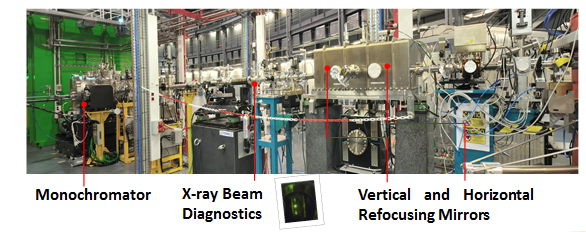 Monochromator
X-ray Beam
Diagnostics
Vertical and Horizontal
Refocusing Mirrors